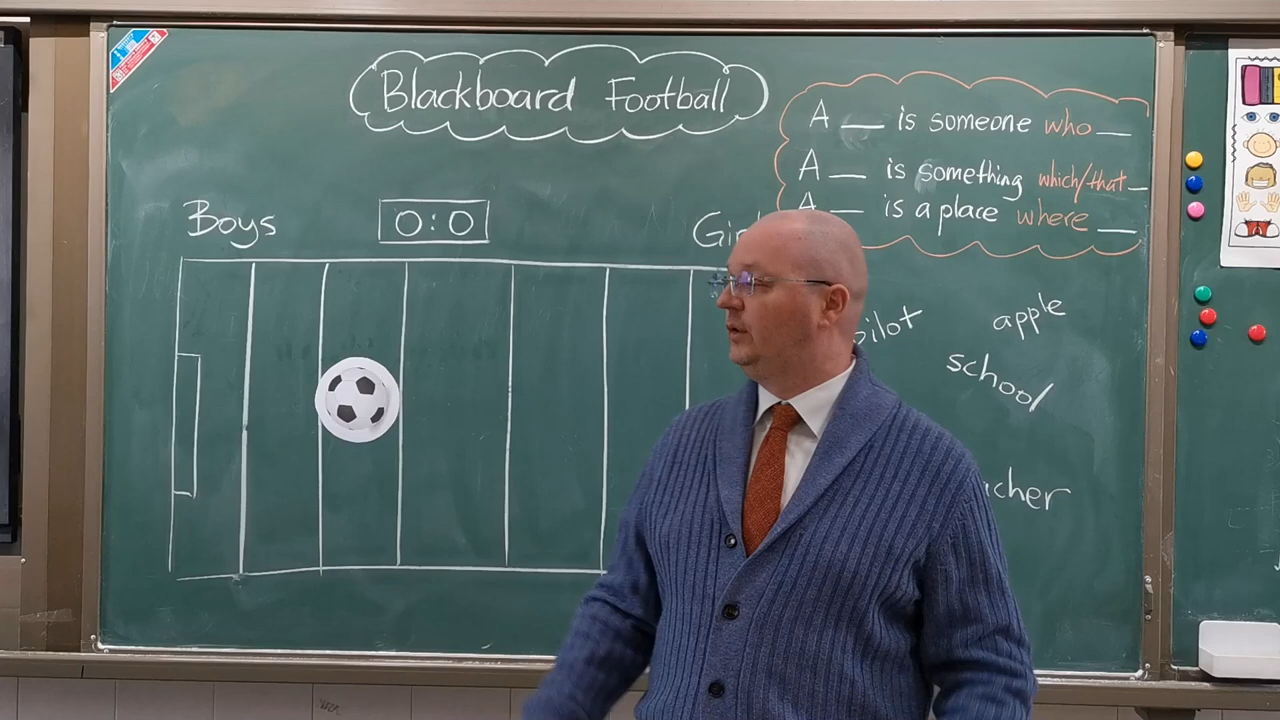 Blackboard Football
A __ is someone who __
A __ is something which/that __
A __ is a place where __
Boys
0:0
apple
school